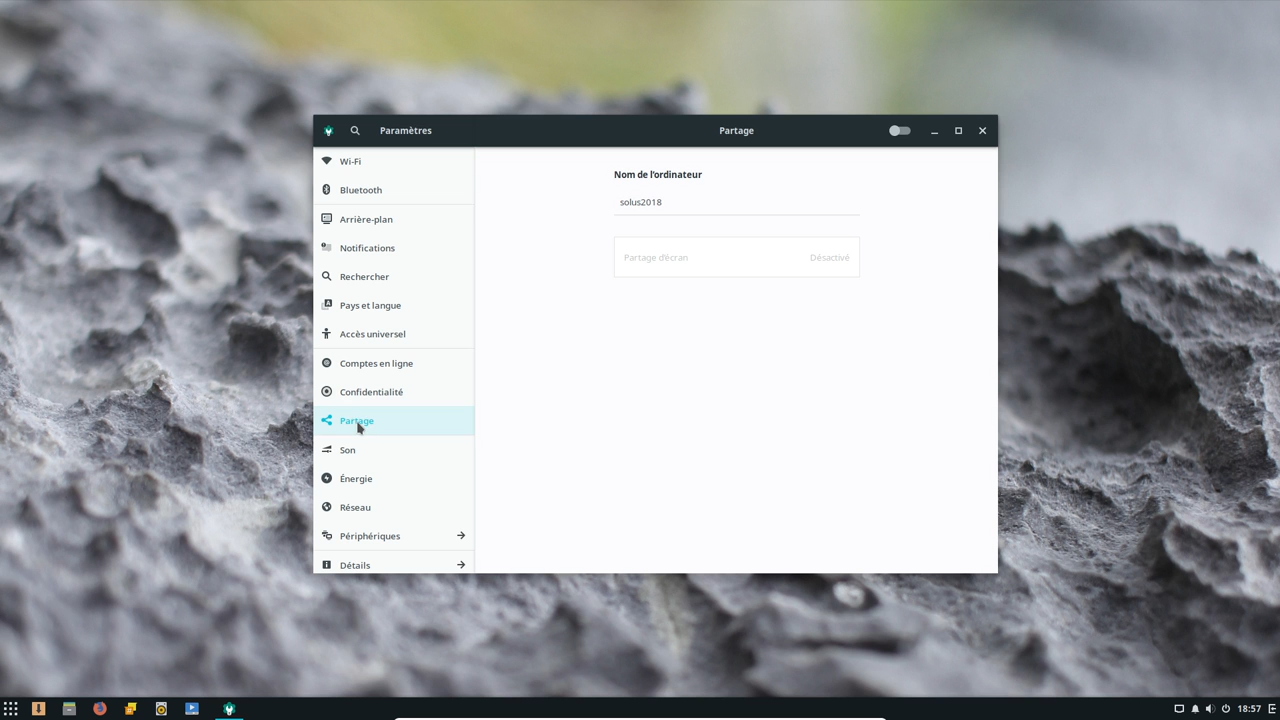 Paramètres
Partage
Wi-Fi
Bluetooth
Arrière-plan
Notifications
Rechercher
Pays et langue
Accès universel
Comptes en ligne
Confidentialité
Partage
Son
Énergie
Réseau
Périphériques
Détails
Nom de l'ordinateur
solus2018
Partage d'écran Désactivé
18:57